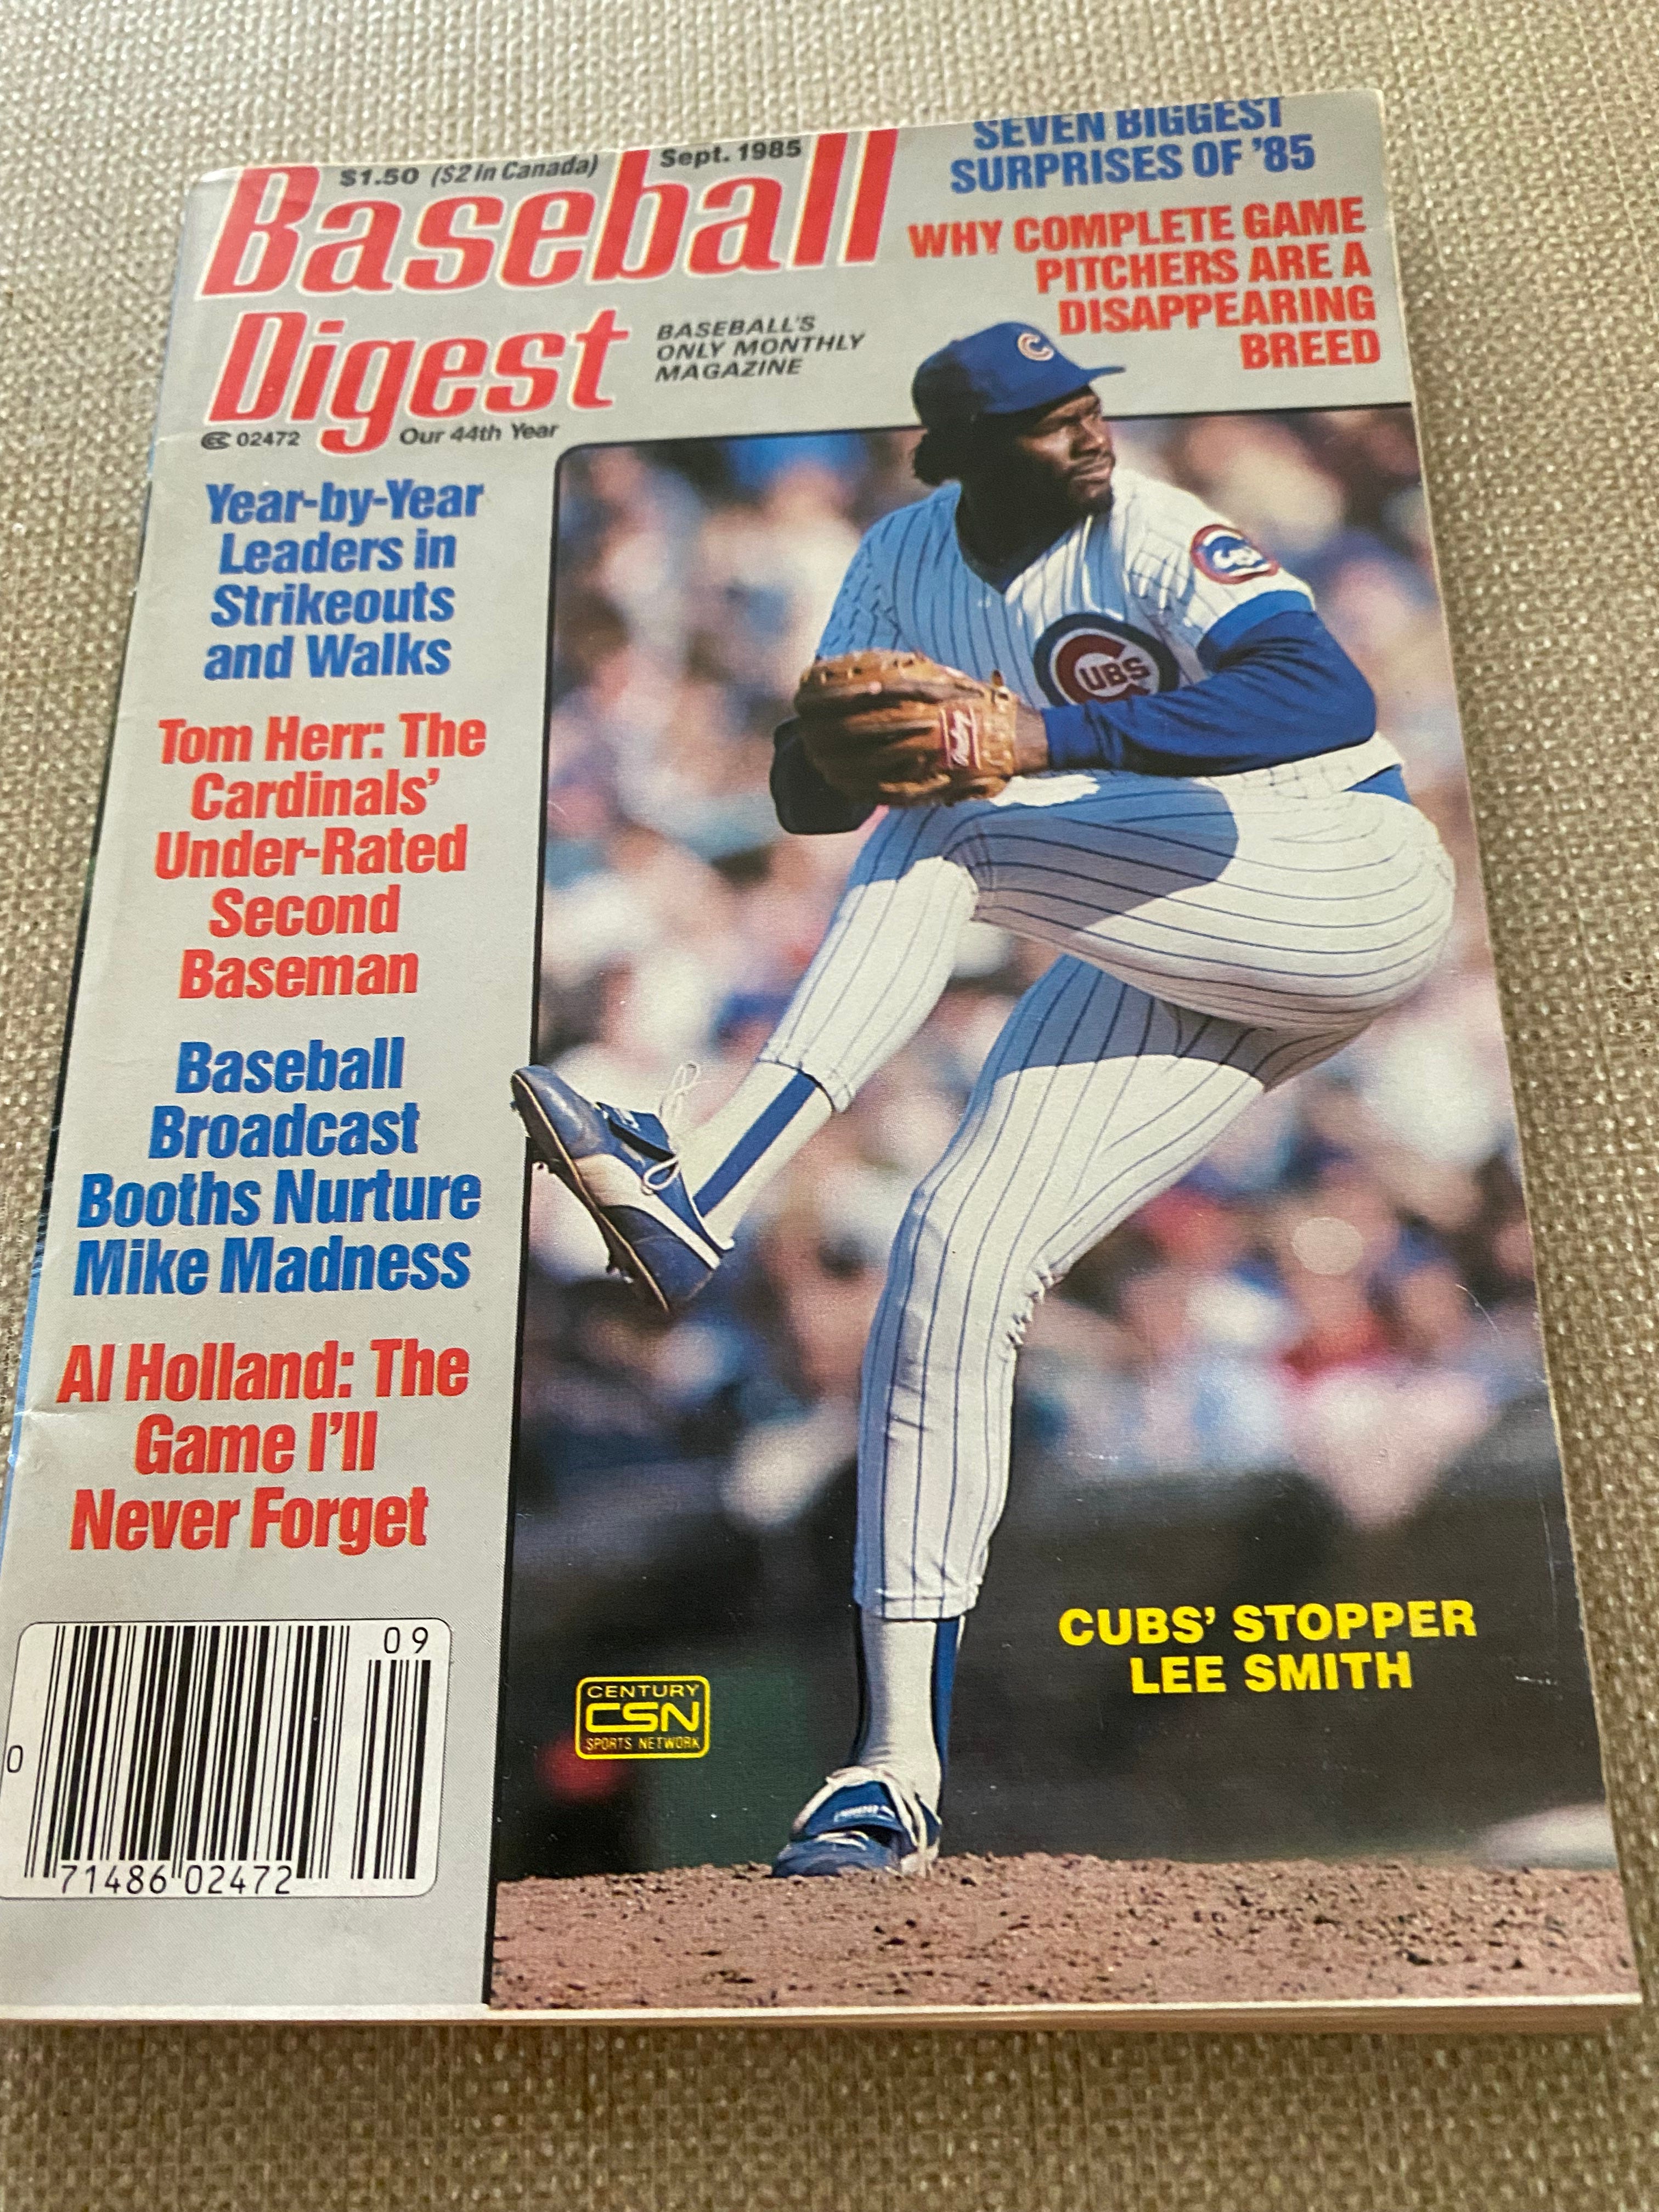 SEVEN BIGGEST
SURPRISES OF '85
$1.50 ($2 in Canada)
Sept. 1985
Baseball
Digest
BASEBALL'S
ONLY MONTHLY
MAGAZINE
WHY COMPLETE GAME
PITCHERS ARE A
DISAPPEARING
BREED
02472
Our 44th Year
Year-by-Year
Leaders in
Strikeouts
and Walks
Tom Herr: The
Cardinals'
Under-Rated
Second
Baseman
Baseball
Broadcast
Booths Nurture
Mike Madness
Al Holland: The
Game I'll
Never Forget
C
CUBS
CUBS' STOPPER
LEE SMITH
CENTURY
CSN
SPORTS NETWORK
09
0
71486 02472